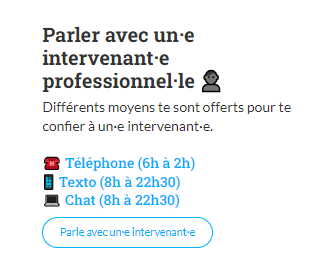 Parler avec un·e
intervenant·e
professionnel·le
Différents moyens te sont offerts pour te
confier à un·e intervenant·e.
Téléphone (6h à 2h)
Texto (8h à 22h30)
Chat (8h à 22h30)
Parle avec un·e intervenant·e